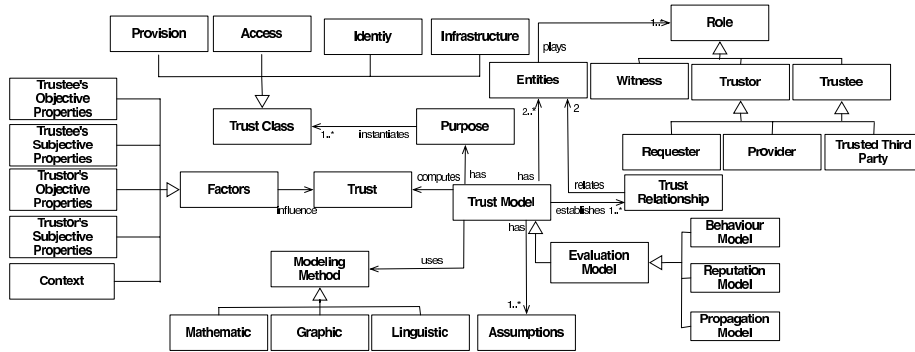 Provision
Access
Identiy
Infrastructure
1..*
Role
plays
Entities
Witness
Trustor
Trustee
Trustee's
Objective
Properties
Trust Class
1..*
instantiates
Purpose
2..*
2
Trustee's
Subjective
Properties
Requester
Provider
Trusted Third
Party
Trustor's
Objective
Properties
Factors
influence
Trust
computes
has
has
relates
Trust
Relationship
Trust Model
establishes 1..*
Trustor's
Subjective
Properties
has
Behaviour
Model
Context
Modeling
Method
uses
Evaluation
Model
Reputation
Model
1..*
Mathematic
Graphic
Linguistic
Assumptions
Propagation
Model